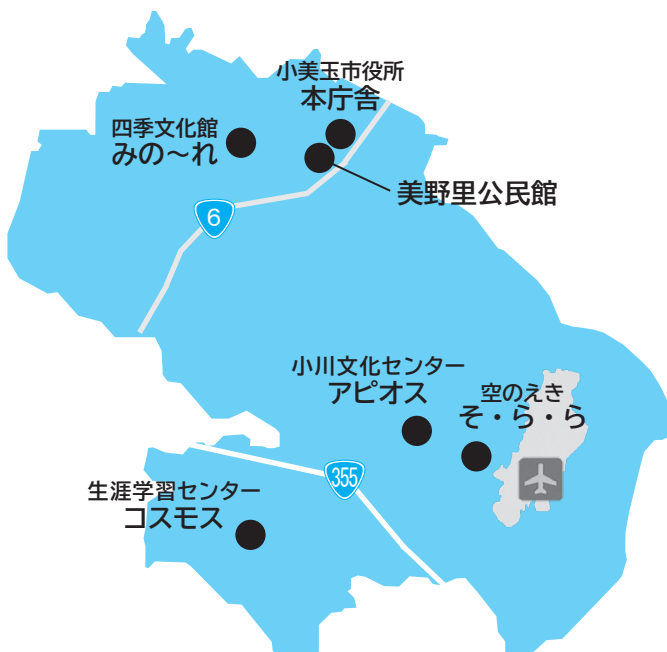 小美玉市役所
本庁舎
四季文化館
みの〜れ
美野里公民館
6
小川文化センター
アピオス
空のえき
そ・ら・ら
355
生涯学習センター
コスモス